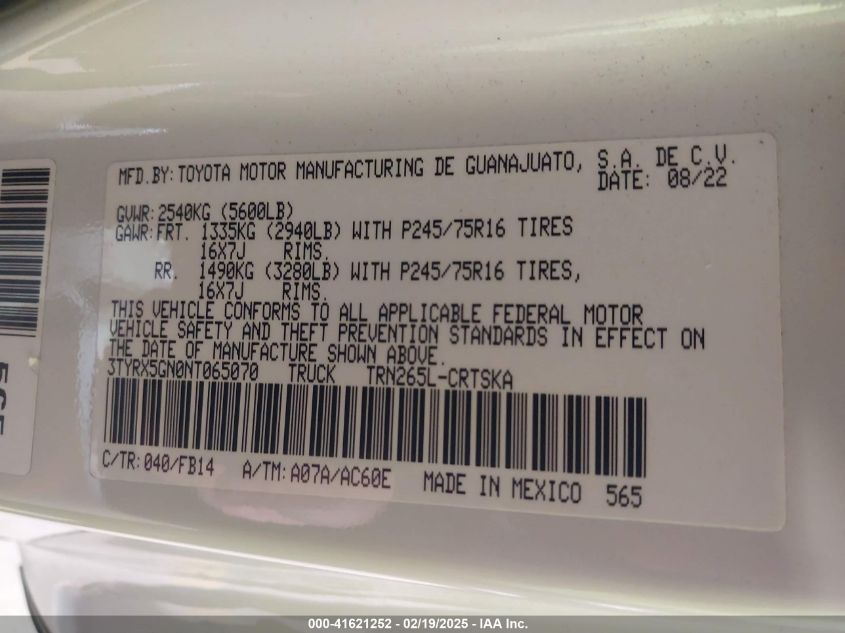 MFD.BY:TOYOTA MOTOR MANUFACTURING DE GUANAJUATO, S.A. DE C.V.
DATE: 08/22
GVWR:2540KG (5600LB)
GAWR:FRT. 1335KG (2940LB) WITH P245/75R16 TIRES
16X7J RIMS.
RR. 1490KG (3280LB) WITH P245/75R16 TIRES,
16X7J RIMS.
THIS VEHICLE CONFORMS TO ALL APPLICABLE FEDERAL MOTOR
VEHICLE SAFETY AND THEFT PREVENTION STANDARDS IN EFFECT ON
THE DATE OF MANUFACTURE SHOWN ABOVE.
3TYRX5GN0NT065070 TRUCK TRN265L-CRTSKA
C/TR:040/FB14 A/TM:A07A/AC60E MADE IN MEXICO 565
000-41621252 - 02/19/2025 - IAA Inc.